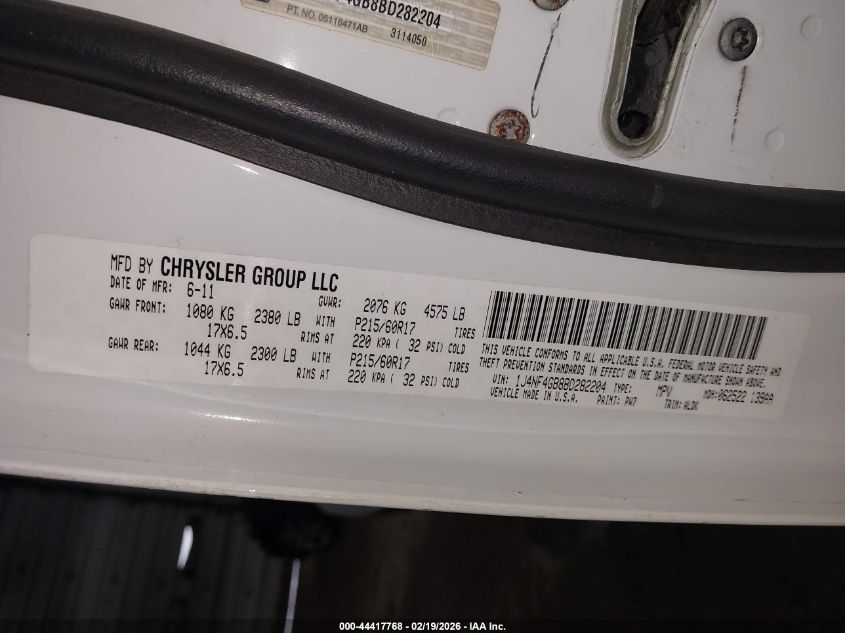 4GB8BD282204
PT. NO. 05116471AB 3114050
MFD BY CHRYSLER GROUP LLC
DATE OF MFR: 6-11 GVWR: 2076 KG 4575 LB
GAWR FRONT: 1080 KG 2380 LB WITH P215/60R17 TIRES
17X6.5 RIMS AT 220 KPA ( 32 PSI) COLD
GAWR REAR: 1044 KG 2300 LB WITH P215/60R17 TIRES
17X6.5 RIMS AT 220 KPA ( 32 PSI) COLD
THIS VEHICLE CONFORMS TO ALL APPLICABLE U.S.A. FEDERAL MOTOR VEHICLE SAFETY AND
THEFT PREVENTION STANDARDS IN EFFECT ON THE DATE OF MANUFACTURE SHOWN ABOVE.
VIN: 1J4NF4GB8BD282204 TYPE: MPV MDH: 062522 138AA
VEHICLE MADE IN U.S.A. PAINT: PW7 TRIM: ALDK
000-44417768 - 02/19/2026 - IAA Inc.